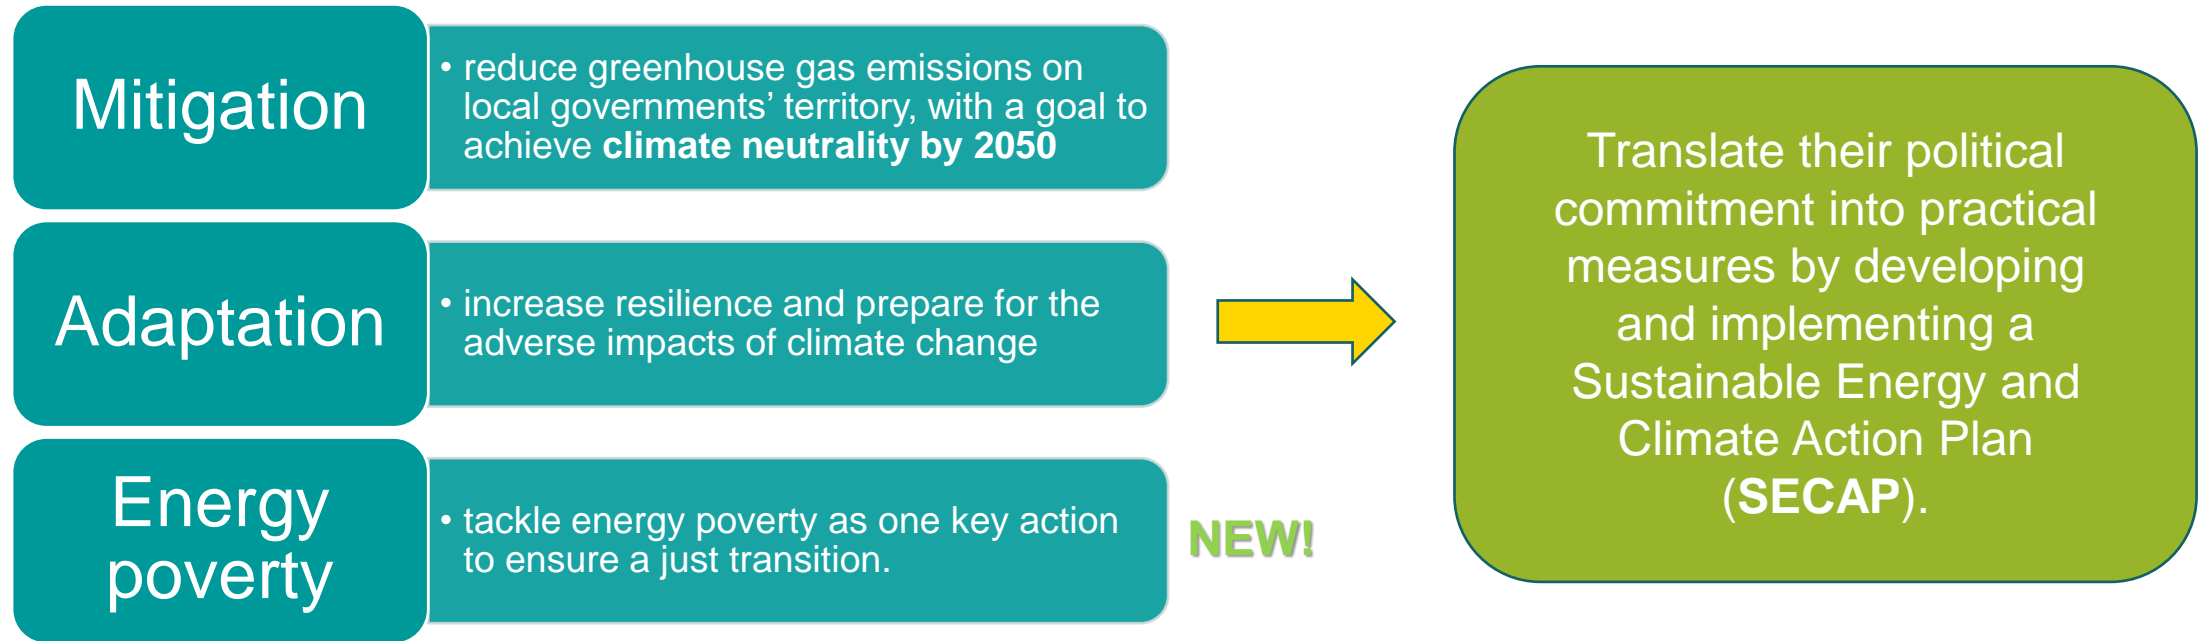 Mitigation
• reduce greenhouse gas emissions on
local governments’ territory, with a goal to
achieve climate neutrality by 2050
Adaptation
• increase resilience and prepare for the
adverse impacts of climate change
Energy
poverty
• tackle energy poverty as one key action
to ensure a just transition.
NEW!
Translate their political
commitment into practical
measures by developing
and implementing a
Sustainable Energy and
Climate Action Plan
(SECAP).